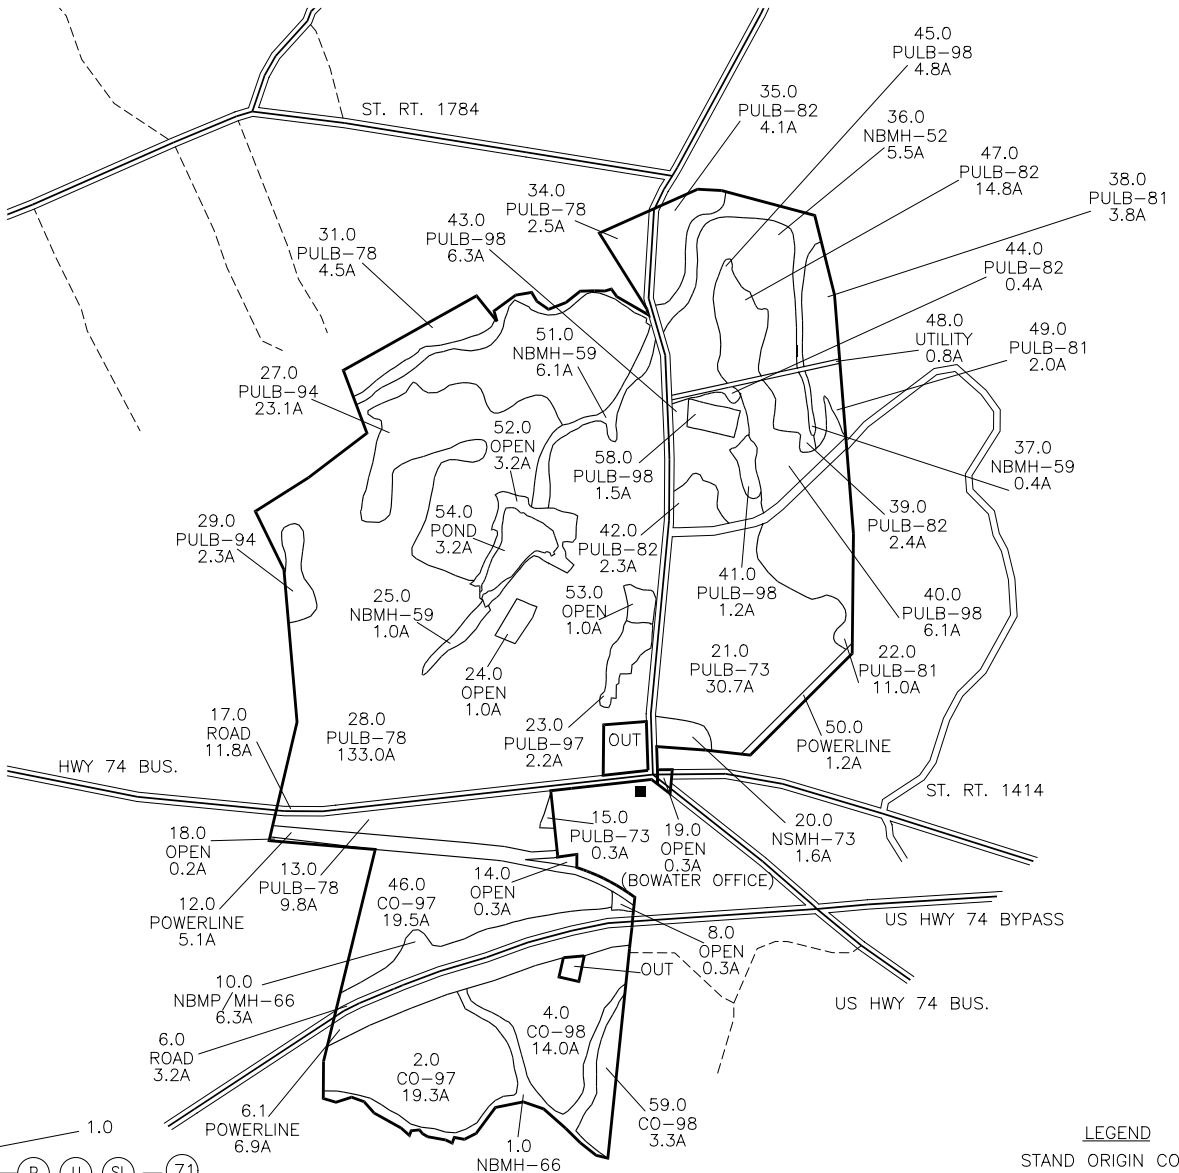 45.0
PULB-98
4.8A
35.0
PULB-82
4.1A
ST. RT. 1784
36.0
NBMH-52
5.5A
47.0
PULB-82
14.8A
38.0
PULB-81
3.8A
34.0
PULB-78
2.5A
43.0
PULB-98
6.3A
31.0
PULB-78
4.5A
44.0
PULB-82
0.4A
48.0
UTILITY
0.8A
49.0
PULB-81
2.0A
51.0
NBMH-59
6.1A
27.0
PULB-94
23.1A
52.0
OPEN
3.2A
58.0
PULB-98
1.5A
37.0
NBMH-59
0.4A
54.0
POND
3.2A
29.0
PULB-94
2.3A
42.0
PULB-82
2.3A
39.0
PULB-82
2.4A
41.0
PULB-98
1.2A
53.0
OPEN
1.0A
25.0
NBMH-59
1.0A
40.0
PULB-98
6.1A
21.0
PULB-73
30.7A
22.0
PULB-81
11.0A
24.0
OPEN
1.0A
17.0
ROAD
11.8A
28.0
PULB-78
133.0A
23.0
PULB-97
2.2A
OUT
50.0
POWERLINE
1.2A
HWY 74 BUS.
ST. RT. 1414
15.0
PULB-73
0.3A
19.0
OPEN
0.3A
(BOWATER OFFICE)
20.0
NSMH-73
1.6A
18.0
OPEN
0.2A
13.0
PULB-78
9.8A
14.0
OPEN
0.3A
46.0
CO-97
19.5A
12.0
POWERLINE
5.1A
US HWY 74 BYPASS
8.0
OPEN
0.3A
OUT
10.0
NBMP/MH-66
6.3A
US HWY 74 BUS.
4.0
CO-98
14.0A
6.0
ROAD
3.2A
2.0
CO-97
19.3A
6.1
POWERLINE
6.9A
59.0
CO-98
3.3A
1.0
NBMH-66
1.0
71
LEGEND
STAND ORIGIN CO